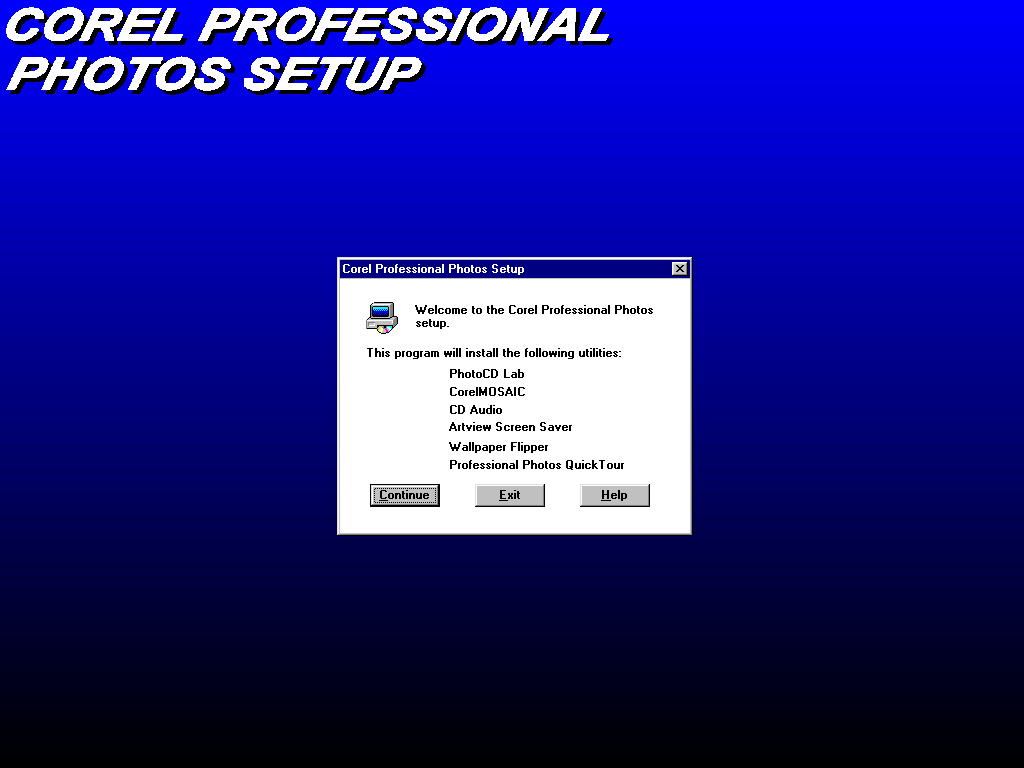 COREL PROFESSIONAL
PHOTOS SETUP
Corel Professional Photos Setup
Welcome to the Corel Professional Photos
setup.
This program will install the following utilities:
PhotoCD Lab
CorelMOSAIC
CD Audio
Artview Screen Saver
Wallpaper Flipper
Professional Photos QuickTour
Continue Exit Help